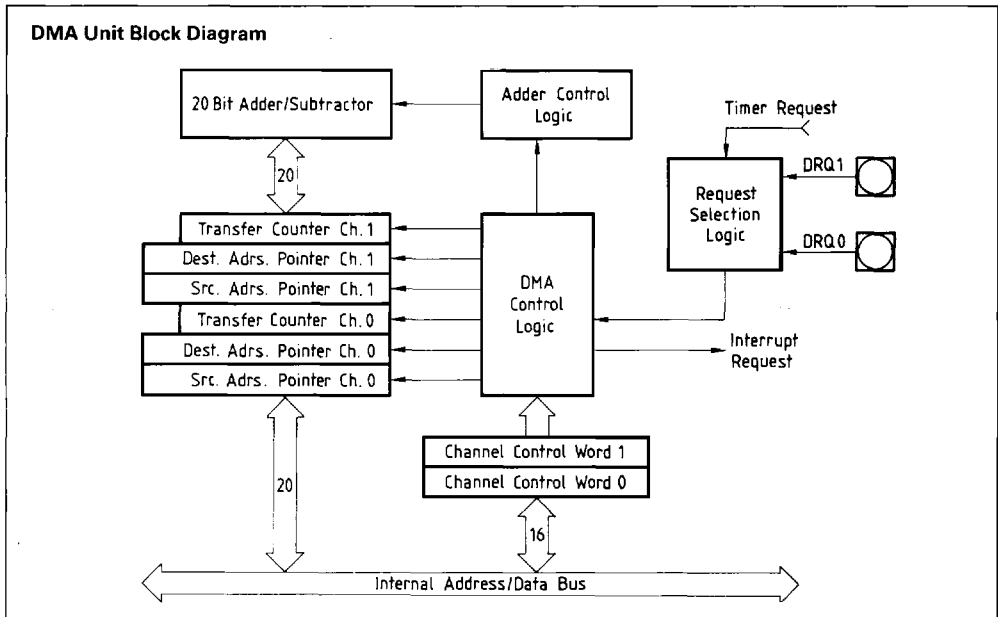 DMA Unit Block Diagram
20 Bit Adder/Subtractor
Adder Control
Logic
Timer Request
20
Request
Selection
Logic
DRQ1
DRQ0
Transfer Counter Ch. 1
Dest. Adrs. Pointer Ch. 1
Src. Adrs. Pointer Ch. 1
Transfer Counter Ch. 0
Dest. Adrs. Pointer Ch. 0
Src. Adrs. Pointer Ch. 0
DMA
Control
Logic
Interrupt
Request
Channel Control Word 1
Channel Control Word 0
20
16
Internal Address/Data Bus